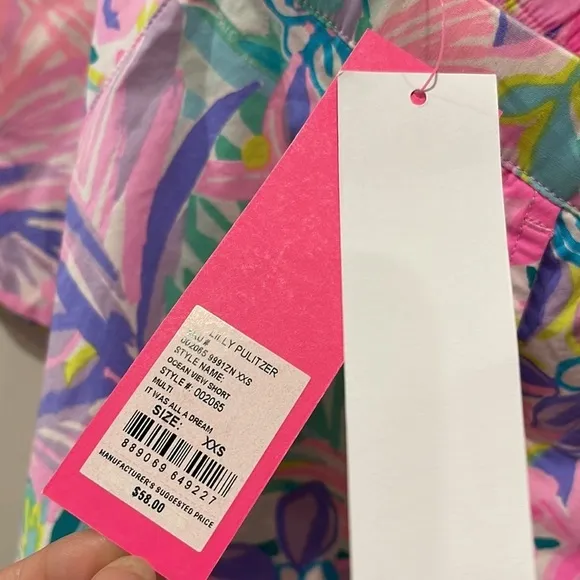 LILLY PULITZER
SKU #
002065 9991ZN XXS
STYLE NAME:
OCEAN VIEW SHORT
STYLE #: 002065
MULTI
IT WAS ALL A DREAM
SIZE: XXS
889069 649227
MANUFACTURER'S SUGGESTED PRICE
$58.00